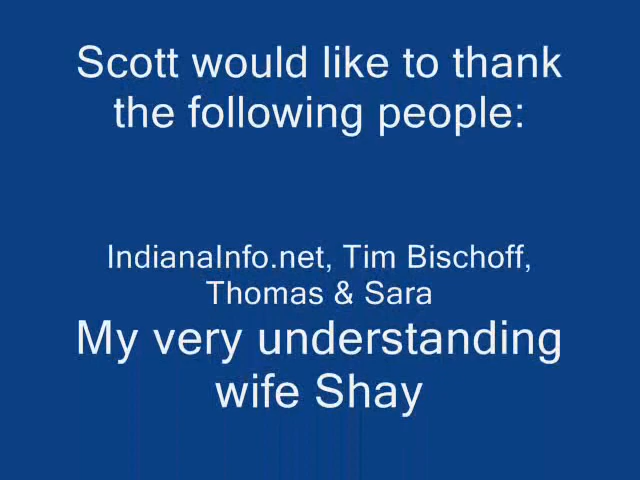 Scott would like to thank
the following people:
IndianaInfo.net, Tim Bischoff,
Thomas & Sara
My very understanding
wife Shay